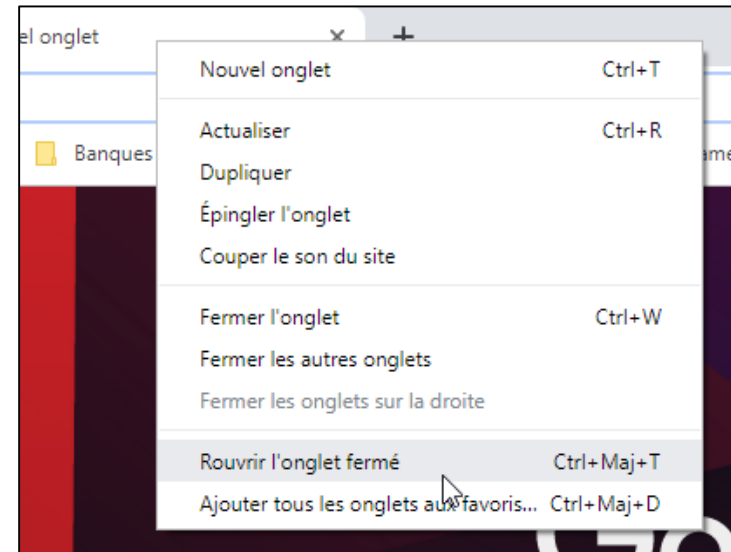 el onglet
Nouvel onglet Ctrl+T
Actualiser Ctrl+R
Banques
Dupliquer
Épingler l'onglet
Couper le son du site
Fermer l'onglet Ctrl+W
Fermer les autres onglets
Fermer les onglets sur la droite
Rouvrir l'onglet fermé Ctrl+Maj+T
Ajouter tous les onglets aux favoris... Ctrl+Maj+D
Go